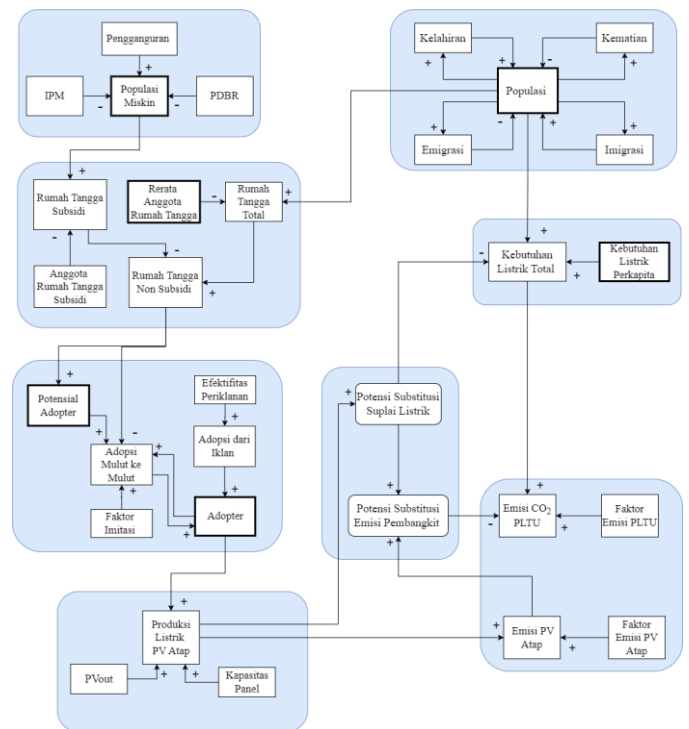 Pengganguran
+
IPM
-
Populasi
Miskin
-
PDBR
Kelahiran
+
+
-
Kematian
+
Populasi
+
-
+
+
Emigrasi
Imigrasi
+
Rumah Tangga
Subsidi
-
Anggota
Rumah Tangga
Subsidi
Rerata
Anggota
Rumah Tangga
-
Rumah
Tangga
Total
+
-
Rumah Tangga
Non Subsidi
+
+
-
Kebutuhan
Listrik Total
+
Kebutuhan
Listrik
Perkapita
+
Potensial
Adopter
+
-
Adopsi
Mulut ke
Mulut
+
+
Faktor
Imitasi
Efektifitas
Periklanan
+
Adopsi dari
Iklan
+
+
Adopter
+
Potensi Substitusi
Suplai Listrik
+
Potensi Substitusi
Emisi Pembangkit
+
-
+
Emisi CO₂
PLTU
+
Faktor
Emisi PLTU
+
Produksi
Listrik
PV Atap
PVout
+
+
Kapasitas
Panel
+
Emisi PV
Atap
+
Faktor
Emisi PV
Atap